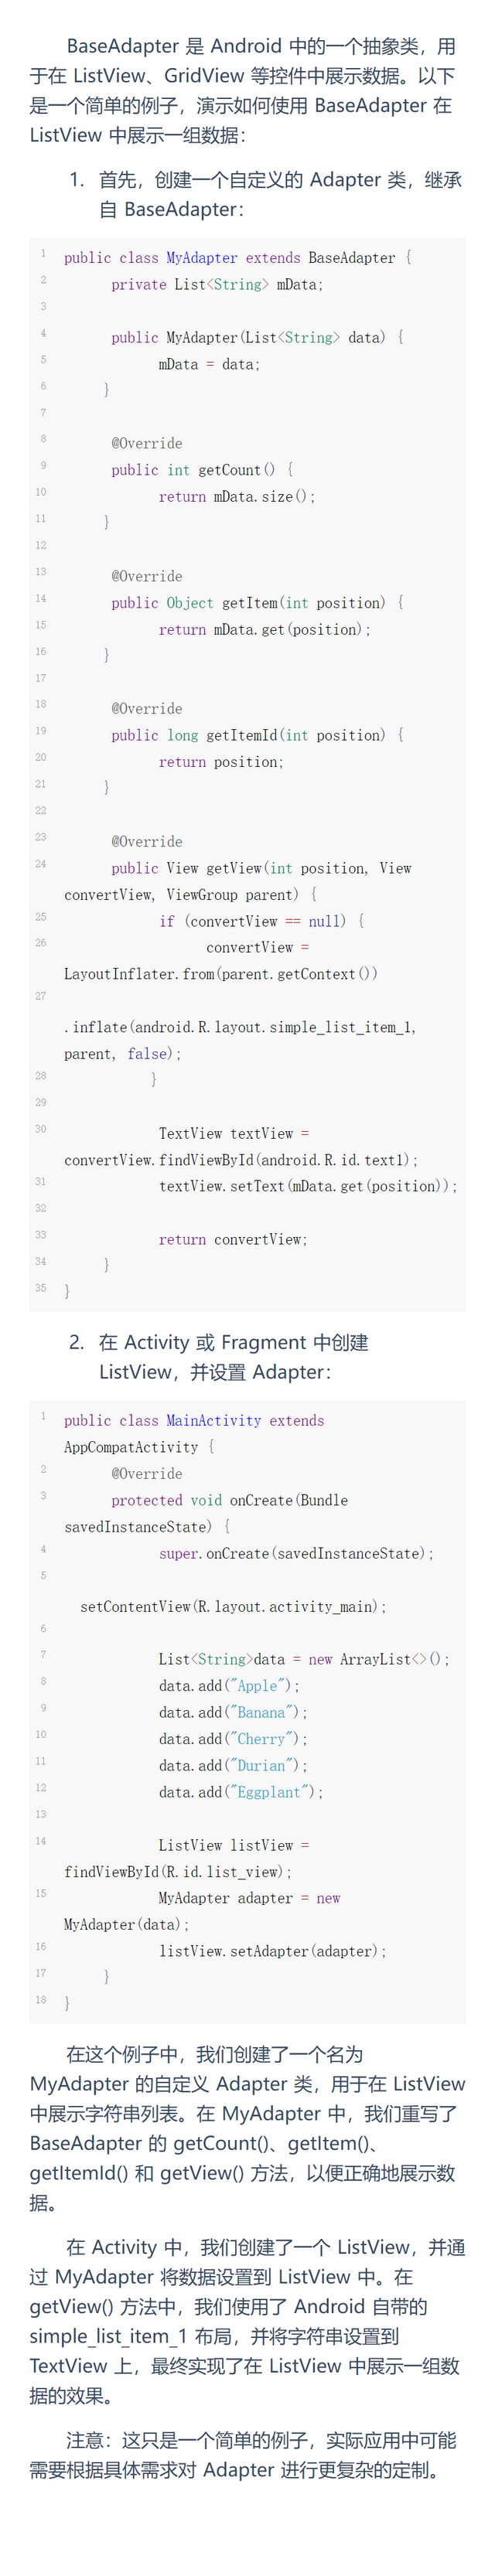 BaseAdapter 是 Android 中的一个抽象类，用
于在 ListView、GridView 等控件中展示数据。以下
是一个简单的例子，演示如何使用 BaseAdapter 在
ListView 中展示一组数据：
1. 首先，创建一个自定义的 Adapter 类，继承
自 BaseAdapter：
1 public class MyAdapter extends BaseAdapter {
2 private List<String> mData;
3
4 public MyAdapter(List<String> data) {
5 mData = data;
6 }
7
8 @Override
9 public int getCount() {
10 return mData.size();
11 }
12
13 @Override
14 public Object getItem(int position) {
15 return mData.get(position);
16 }
17
18 @Override
19 public long getItemId(int position) {
20 return position;
21 }
22
23 @Override
24 public View getView(int position, View
convertView, ViewGroup parent) {
25 if (convertView == null) {
26 convertView =
LayoutInflater.from(parent.getContext())
27
.inflate(android.R.layout.simple_list_item_1,
parent, false);
28 }
29
30 TextView textView =
convertView.findViewById(android.R.id.text1);
31 textView.setText(mData.get(position));
32
33 return convertView;
34 }
35 }
2. 在 Activity 或 Fragment 中创建
ListView，并设置 Adapter：
1 public class MainActivity extends
AppCompatActivity {
2 @Override
3 protected void onCreate(Bundle
savedInstanceState) {
4 super.onCreate(savedInstanceState);
5
setContentView(R.layout.activity_main);
6
7 List<String>data = new ArrayList<>();
8 data.add("Apple");
9 data.add("Banana");
10 data.add("Cherry");
11 data.add("Durian");
12 data.add("Eggplant");
13
14 ListView listView =
findViewById(R.id.list_view);
15 MyAdapter adapter = new
MyAdapter(data);
16 listView.setAdapter(adapter);
17 }
18 }
在这个例子中，我们创建了一个名为
MyAdapter 的自定义 Adapter 类，用于在 ListView
中展示字符串列表。在 MyAdapter 中，我们重写了
BaseAdapter 的 getCount()、getItem()、
getItemId() 和 getView() 方法，以便正确地展示数
据。
在 Activity 中，我们创建了一个 ListView，并通
过 MyAdapter 将数据设置到 ListView 中。在
getView() 方法中，我们使用了 Android 自带的
simple_list_item_1 布局，并将字符串设置到
TextView 上，最终实现了在 ListView 中展示一组数
据的效果。
注意：这只是一个简单的例子，实际应用中可能
需要根据具体需求对 Adapter 进行更复杂的定制。